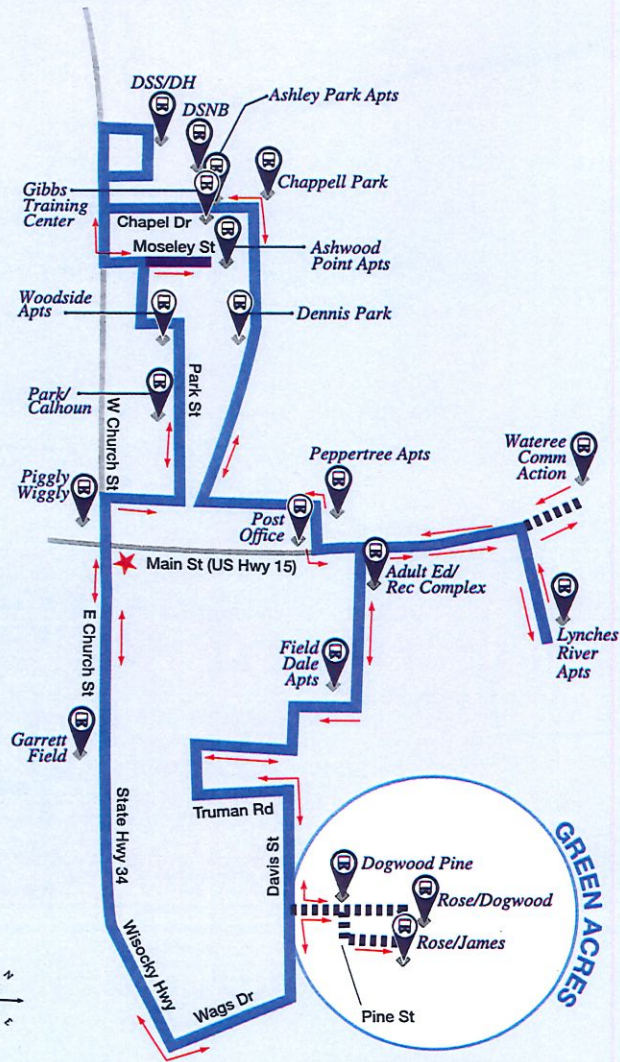 DSS/DH
DSNB
Ashley Park Apts
Gibbs
Training
Center
Chappell Park
Chapel Dr
Moseley St
Ashwood
Point Apts
Woodside
Apts
Dennis Park
Park/
Calhoun
Park St
W Church St
Piggly
Wiggly
Peppertree Apts
Wateree
Comm
Action
Post
Office
Main St (US Hwy 15)
Adult Ed/
Rec Complex
E Church St
Field
Dale
Apts
Lynches
River
Apts
Garrett
Field
State Hwy 34
Truman Rd
Davis St
GREEN ACRES
Dogwood Pine
Rose/Dogwood
Rose/James
Wisocky Hwy
Wags Dr
Pine St
N
E